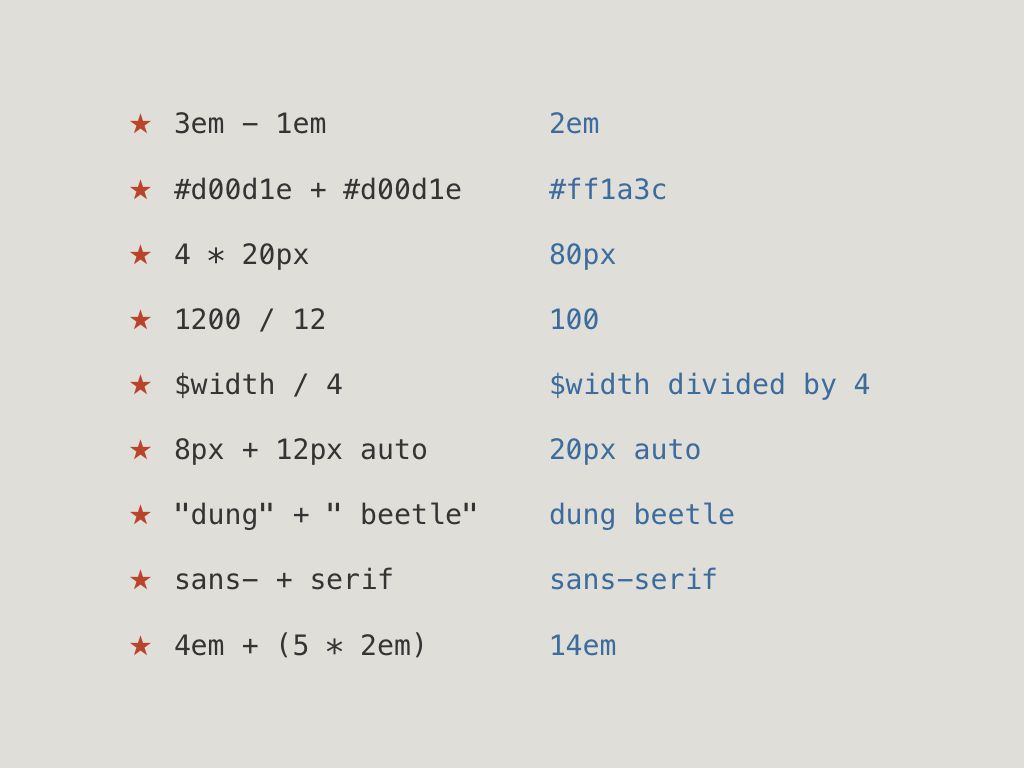 ★ 3em - 1em 2em
★ #d00d1e + #d00d1e #ff1a3c
★ 4 * 20px 80px
★ 1200 / 12 100
★ $width / 4 $width divided by 4
★ 8px + 12px auto 20px auto
★ "dung" + " beetle" dung beetle
★ sans- + serif sans-serif
★ 4em + (5 * 2em) 14em